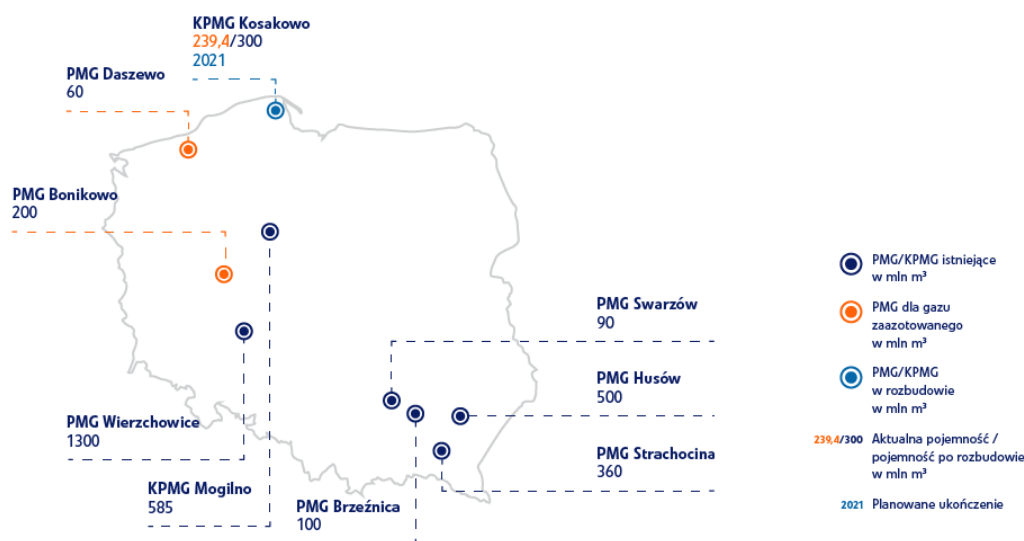 KPMG Kosakowo
239,4/300
2021
PMG Daszewo
60
PMG Bonikowo
200
PMG Swarzów
90
PMG Husów
500
PMG Strachocina
360
PMG Wierzchowice
1300
KPMG Mogilno
585
PMG Brzeźnica
100
PMG/KPMG istniejące
w mln m³
PMG dla gazu
zaazotowanego
w mln m³
PMG/KPMG
w rozbudowie
w mln m³
239,4/300 Aktualna pojemność /
pojemność po rozbudowie
w mln m³
2021 Planowane ukończenie